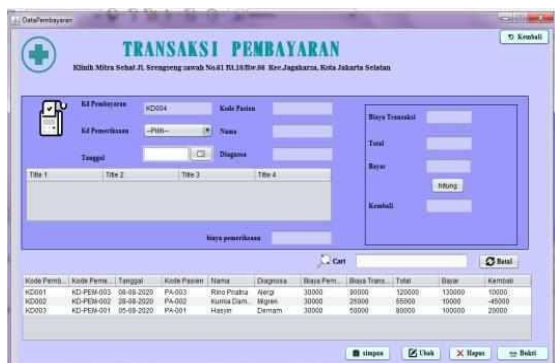 DataPembayaran
Kembali
TRANSAKSI PEMBAYARAN
Klinik Mitra Sehat Jl. Srengseng sawah No.61 Rt.10/Rw.06 Kec.Jagakarsa, Kota Jakarta Selatan
Kd Pembayaran KD004 Kode Pasien
Kd Pemeriksaan --Pilih-- Nama
Tanggal Diagnosa
Biaya Transaksi
Total
Bayar
hitung
Kembali
Title 1 Title 2 Title 3 Title 4
biaya pemeriksaan
Cari Batal
Kode Pemb... Kode Peme... Tanggal Kode Pasien Nama Diagnosa Biaya Pem... Biaya Trans... Total Bayar Kembali
KD001 KD-PEM-003 08-08-2020 PA-003 Rino Pratna Alergi 30000 90000 120000 130000 10000
KD002 KD-PEM-002 28-08-2020 PA-002 Kurnia Dam... Migren 30000 25000 55000 10000 -45000
KD003 KD-PEM-001 05-08-2020 PA-001 Hasyin Demam 30000 50000 80000 100000 20000
simpan Ubah Hapus Bukti